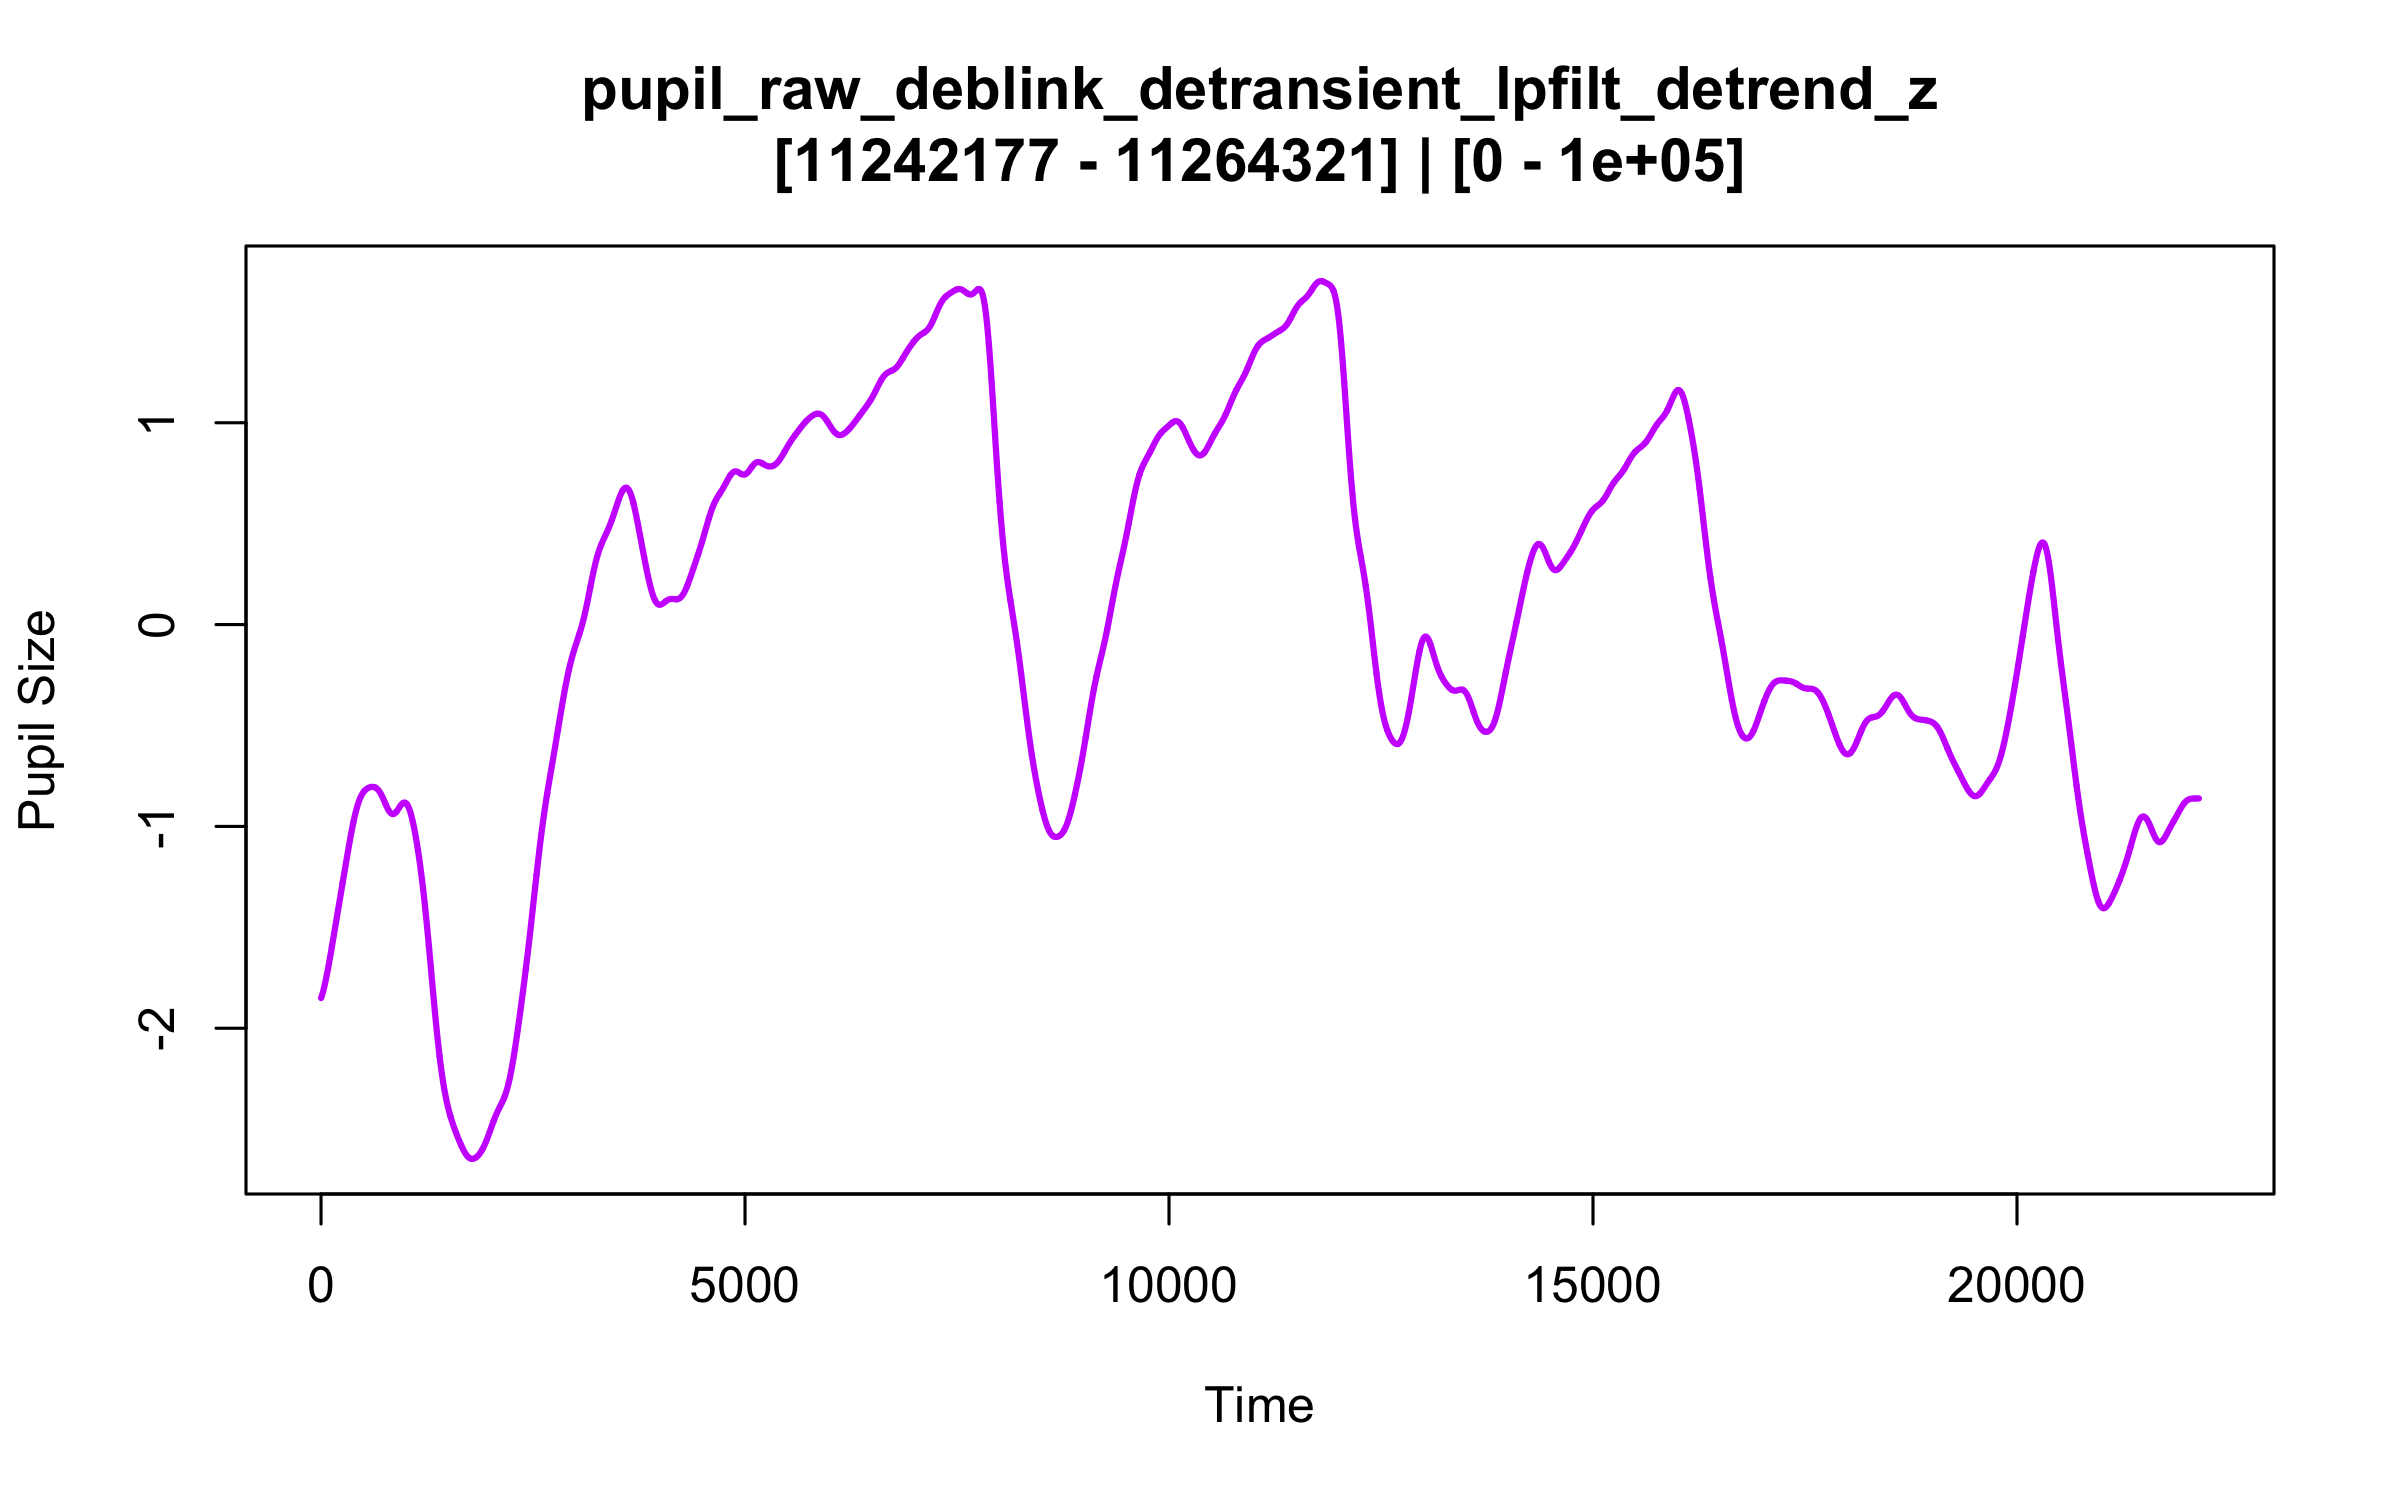 pupil_raw_deblink_detransient_lpfilt_detrend_z
[11242177 - 11264321] | [0 - 1e+05]
Pupil Size
1
0
-1
-2
0 5000 10000 15000 20000
Time